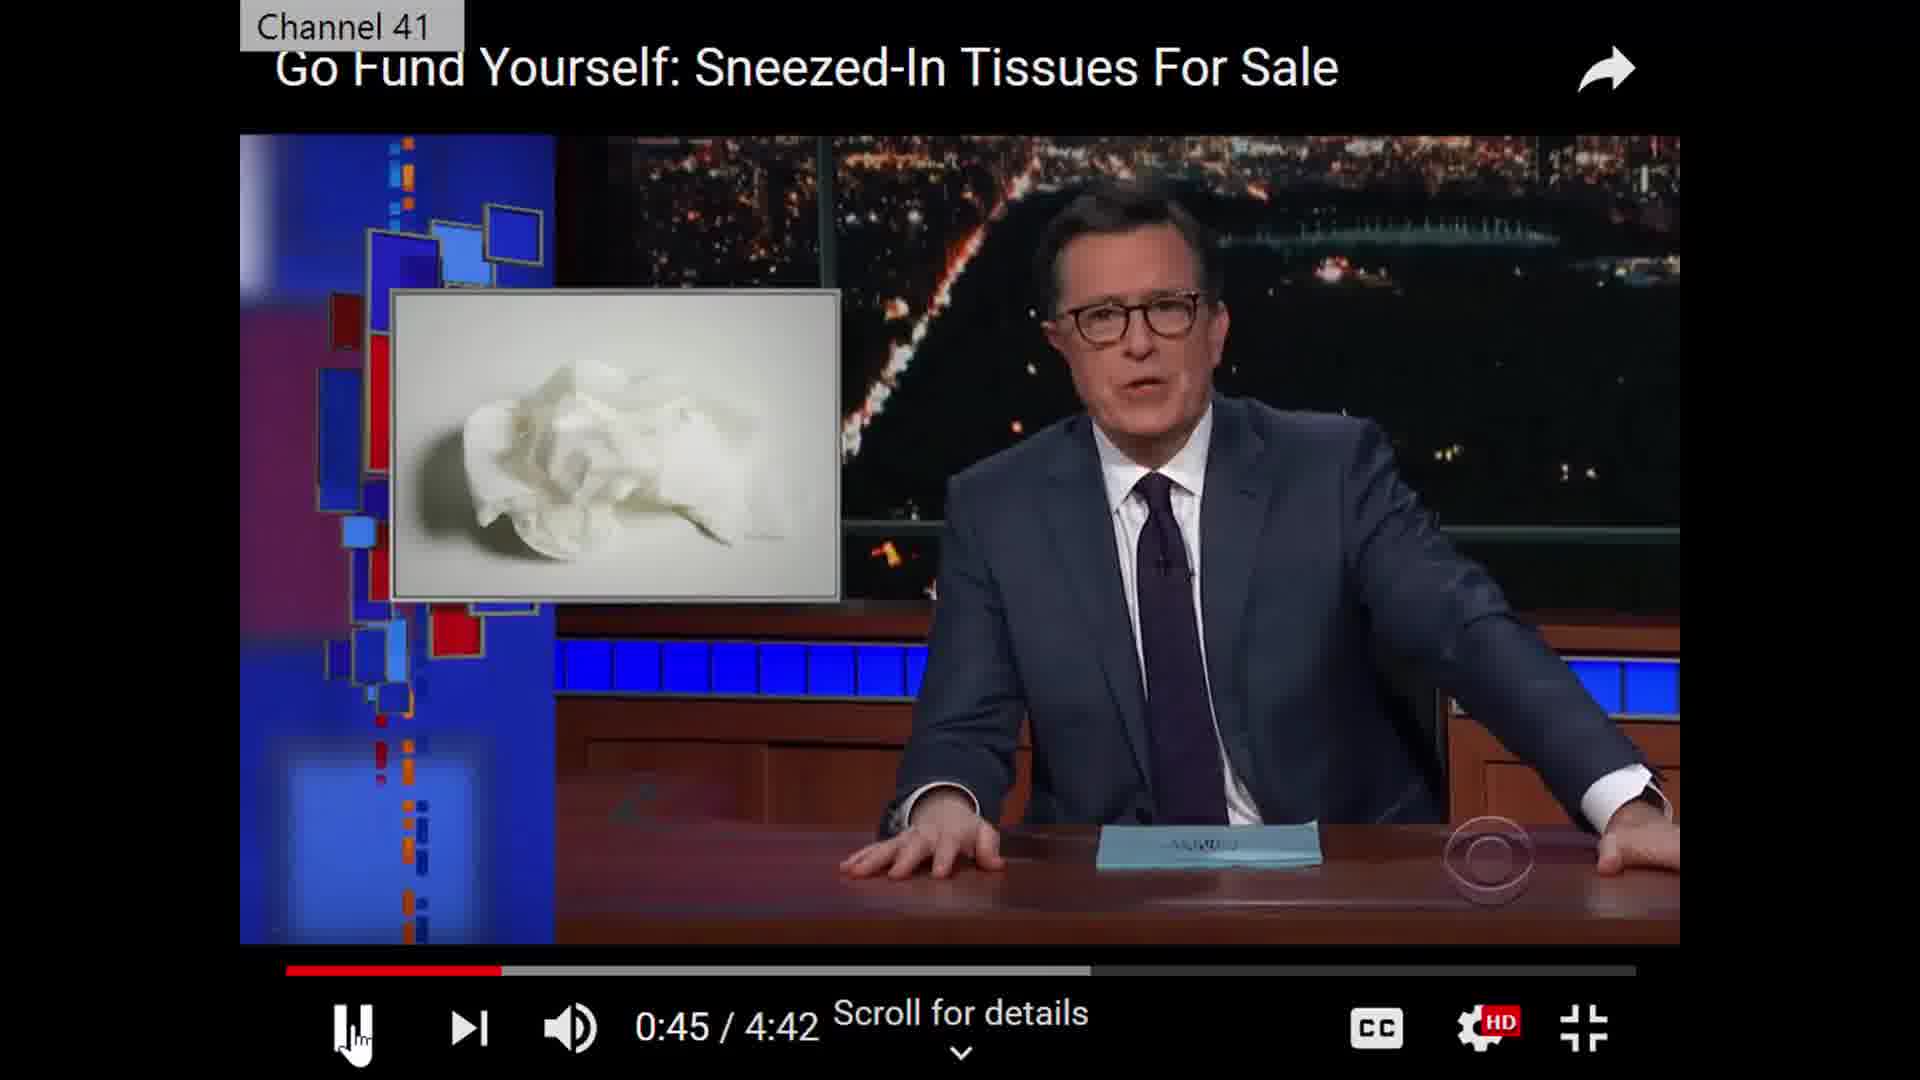 Channel 41
Go Fund Yourself: Sneezed-In Tissues For Sale
0:45 / 4:42
Scroll for details
CC
HD